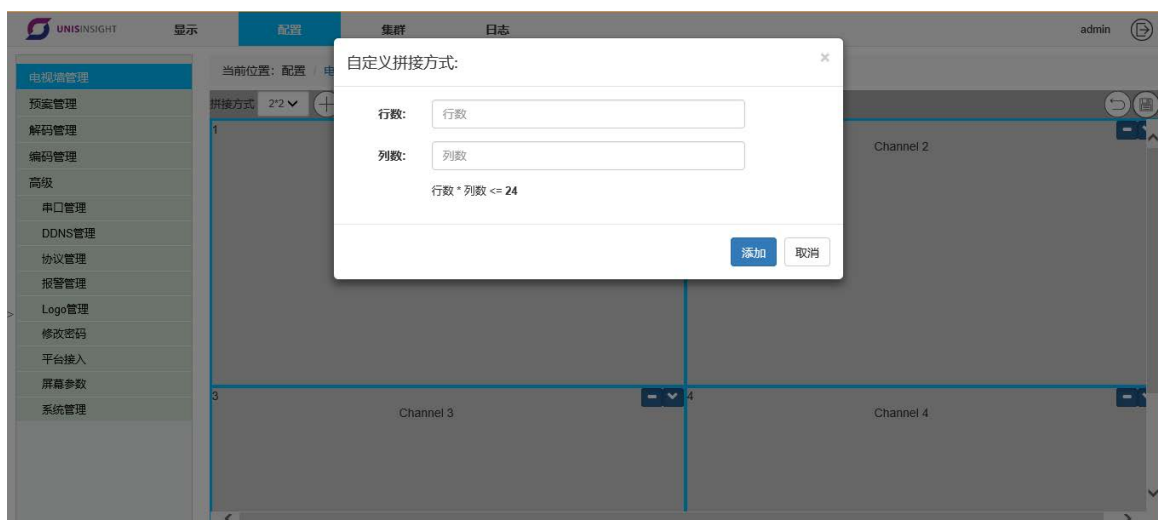 UNISINSIGHT 显示 配置 集群 日志 admin
电视墙管理
预案管理
解码管理
编码管理
高级
串口管理
DDNS管理
协议管理
报警管理
Logo管理
修改密码
平台接入
屏幕参数
系统管理
>
当前位置: 配置 / 电
拼接方式 2*2
自定义拼接方式: ×
行数: 行数
列数: 列数
行数 * 列数 <= 24
添加 取消
1
Channel 2
3
Channel 3
4
Channel 4